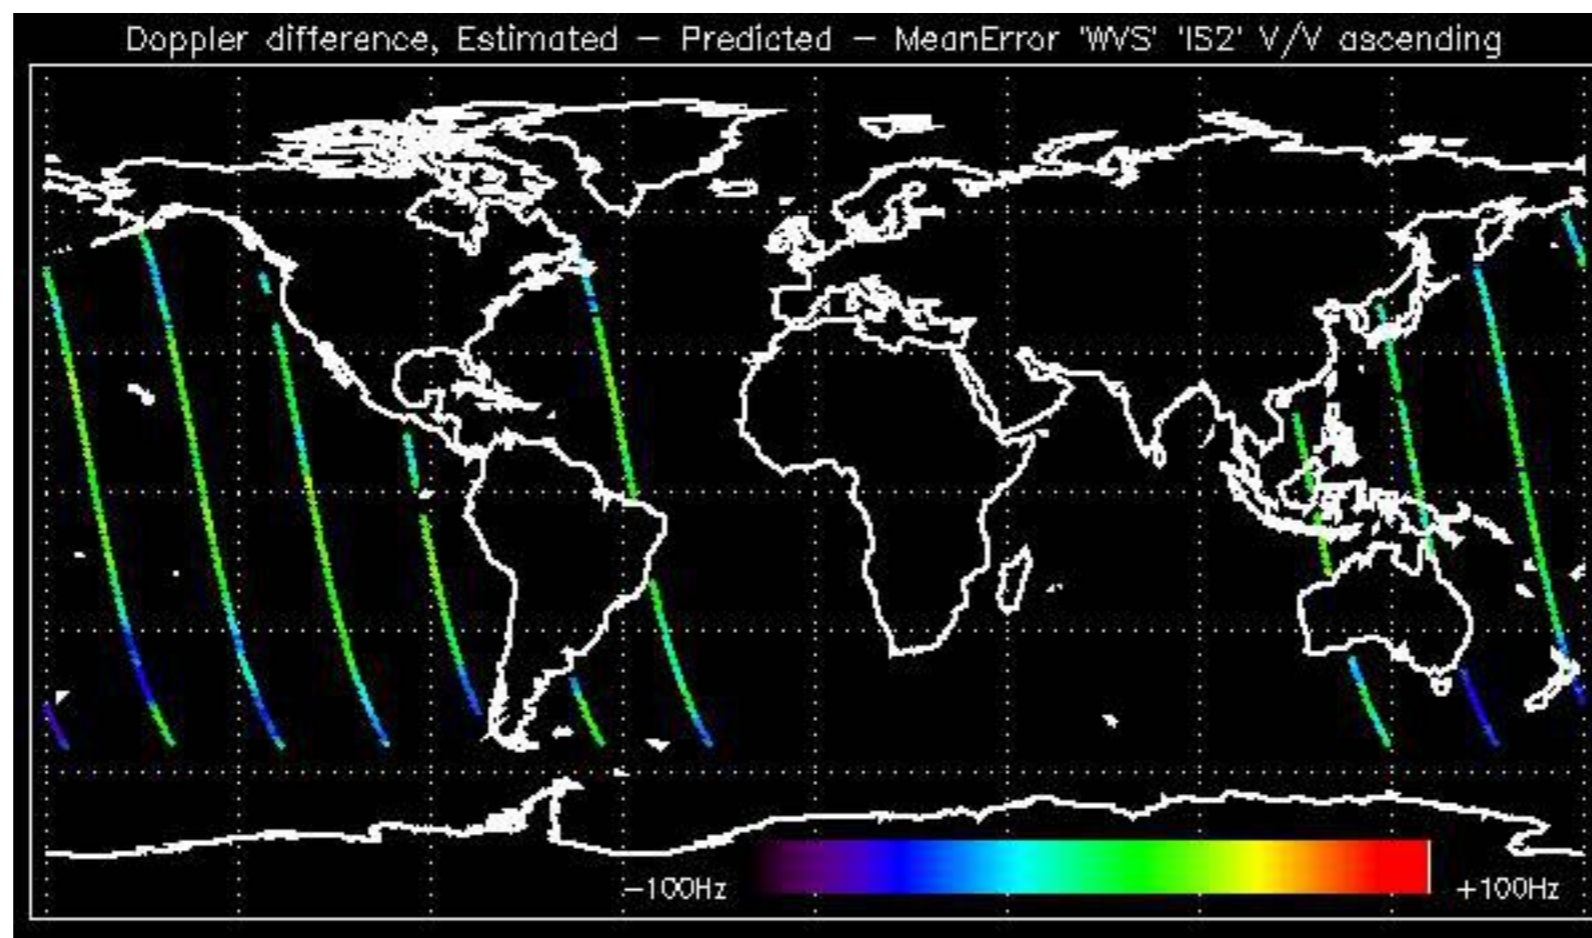 Doppler difference, Estimated – Predicted – MeanError 'WVS' 'IS2' V/V ascending
–100Hz +100Hz